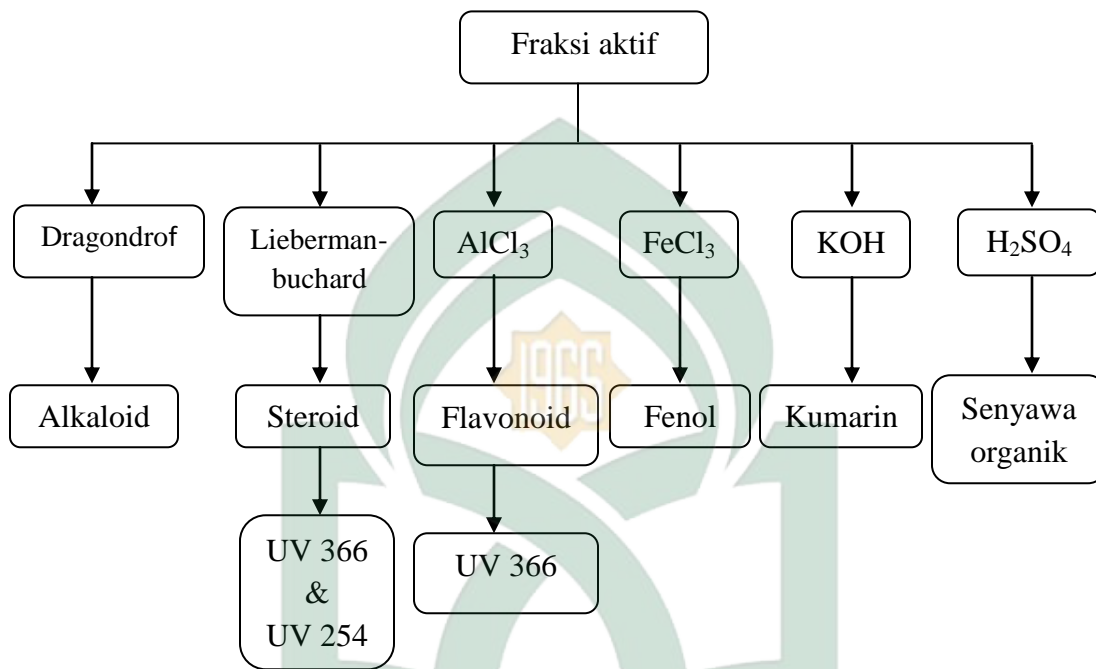 Fraksi aktif
Dragondrof
Lieberman-
buchard
AlCl₃
FeCl₃
KOH
H₂SO₄
1965
Alkaloid
Steroid
Flavonoid
Fenol
Kumarin
Senyawa
organik
UV 366
&
UV 254
UV 366